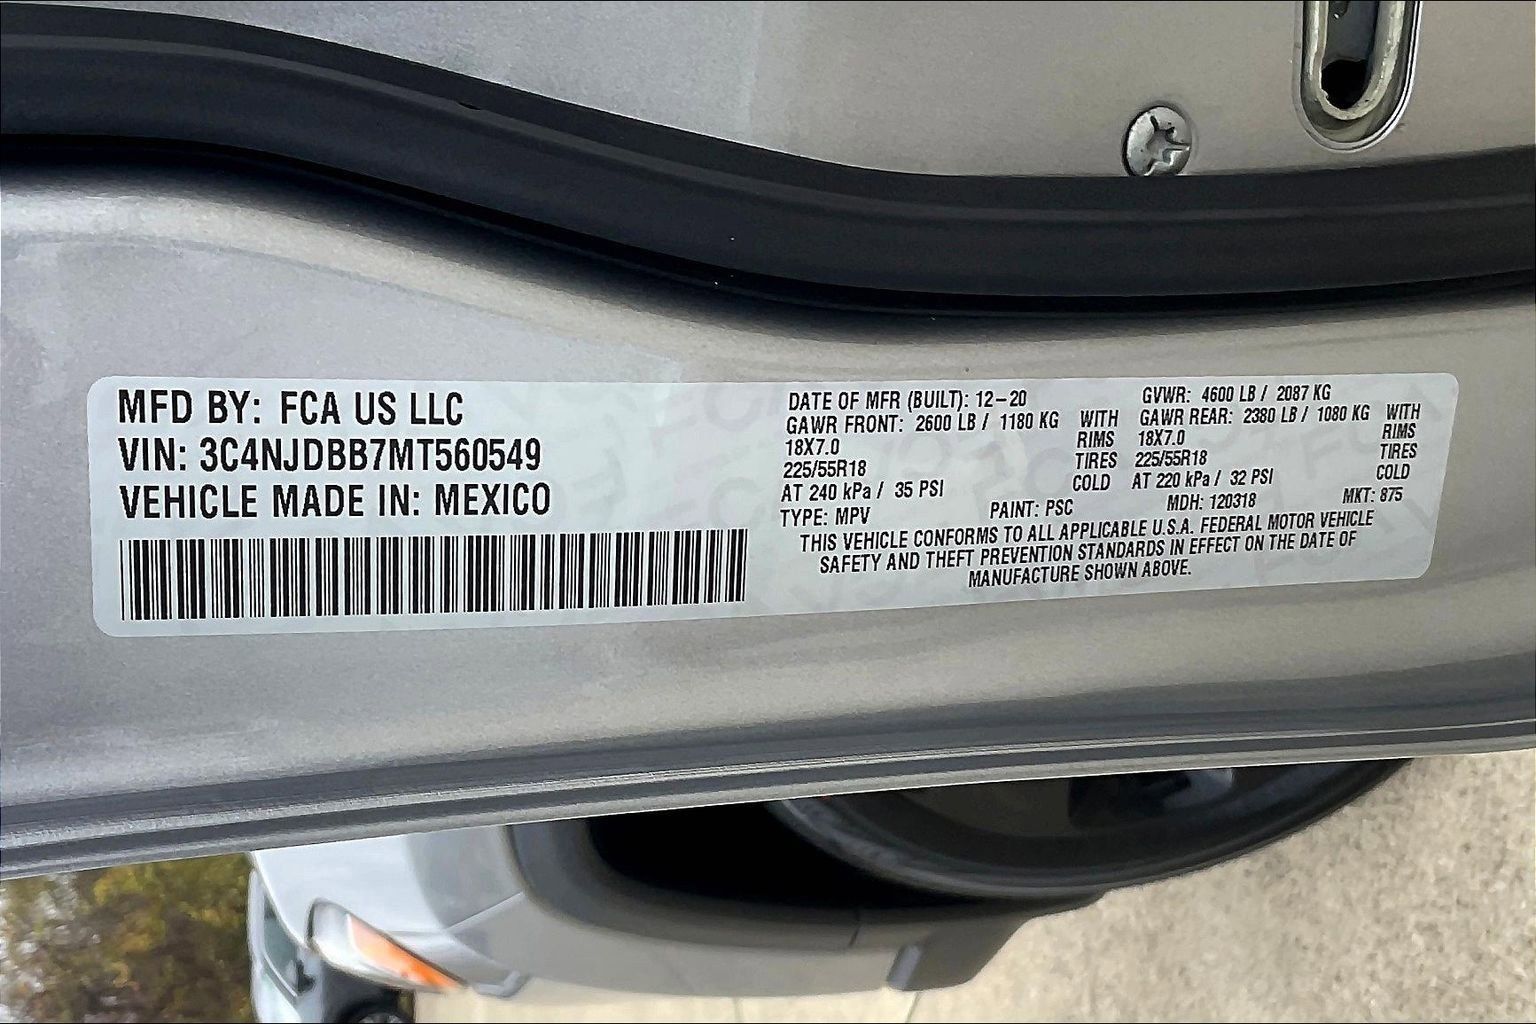 MFD BY: FCA US LLC
VIN: 3C4NJDBB7MT560549
VEHICLE MADE IN: MEXICO
DATE OF MFR (BUILT): 12-20
GVWR: 4600 LB / 2087 KG
GAWR FRONT: 2600 LB / 1180 KG WITH
18X7.0 RIMS
225/55R18 TIRES
AT 240 kPa / 35 PSI COLD
GAWR REAR: 2380 LB / 1080 KG WITH
18X7.0 RIMS
225/55R18 TIRES
AT 220 kPa / 32 PSI COLD
TYPE: MPV PAINT: PSC MDH: 120318 MKT: 875
THIS VEHICLE CONFORMS TO ALL APPLICABLE U.S.A. FEDERAL MOTOR VEHICLE
SAFETY AND THEFT PREVENTION STANDARDS IN EFFECT ON THE DATE OF
MANUFACTURE SHOWN ABOVE.